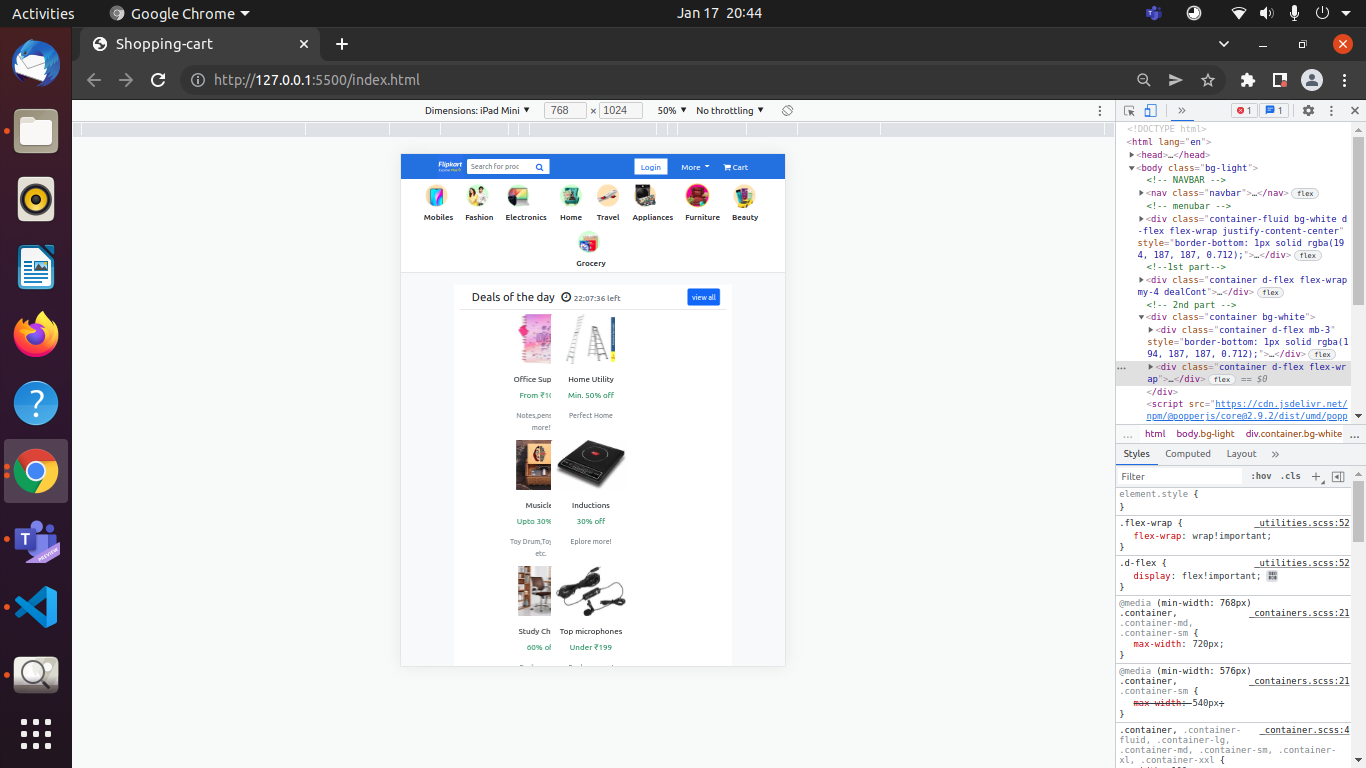 Activities
Google Chrome
Jan 17 20:44
Shopping-cart
http://127.0.0.1:5500/index.html
Dimensions: iPad Mini
768 × 1024
50%
No throttling
Flipkart
Search for proc
Login
More
Cart
Mobiles Fashion Electronics Home Travel Appliances Furniture Beauty
Grocery
Deals of the day 22:07:36 left
view all
Office Sup Home Utility
From ₹10 Min. 50% off
Notes,pens Perfect Home
more!
Musicle Inductions
Upto 30% 30% off
Toy Drum,Toy Eplore more!
etc.
Study Ch Top microphones
60% of Under ₹199
1 1
<!DOCTYPE html>
<html lang="en">
<head>…</head>
<body class="bg-light">
<!-- NAVBAR -->
<nav class="navbar">…</nav> flex
<!-- menubar -->
<div class="container-fluid bg-white d
-flex flex-wrap justify-content-center"
style="border-bottom: 1px solid rgba(19
4, 187, 187, 0.712);">…</div> flex
<!--1st part-->
<div class="container d-flex flex-wrap
my-4 dealCont">…</div> flex
<!-- 2nd part -->
<div class="container bg-white">
<div class="container d-flex mb-3"
style="border-bottom: 1px solid rgba(1
94, 187, 187, 0.712);">…</div> flex
… <div class="container d-flex flex-wr
ap">…</div> flex == $0
</div>
<script src="https://cdn.jsdelivr.net/
npm/@popperjs/core@2.9.2/dist/umd/popp
… html body.bg-light div.container.bg-white …
Styles Computed Layout
Filter :hov .cls
element.style {
}
.flex-wrap { _utilities.scss:52
flex-wrap: wrap!important;
}
.d-flex { _utilities.scss:52
display: flex!important;
}
@media (min-width: 768px)
.container, _containers.scss:21
.container-md,
.container-sm {
max-width: 720px;
}
@media (min-width: 576px)
.container, _containers.scss:21
.container-sm {
max-width: 540px;
}
.container, .container- _container.scss:4
fluid, .container-lg,
.container-md, .container-sm, .container-
xl, .container-xxl {
PREVIEW